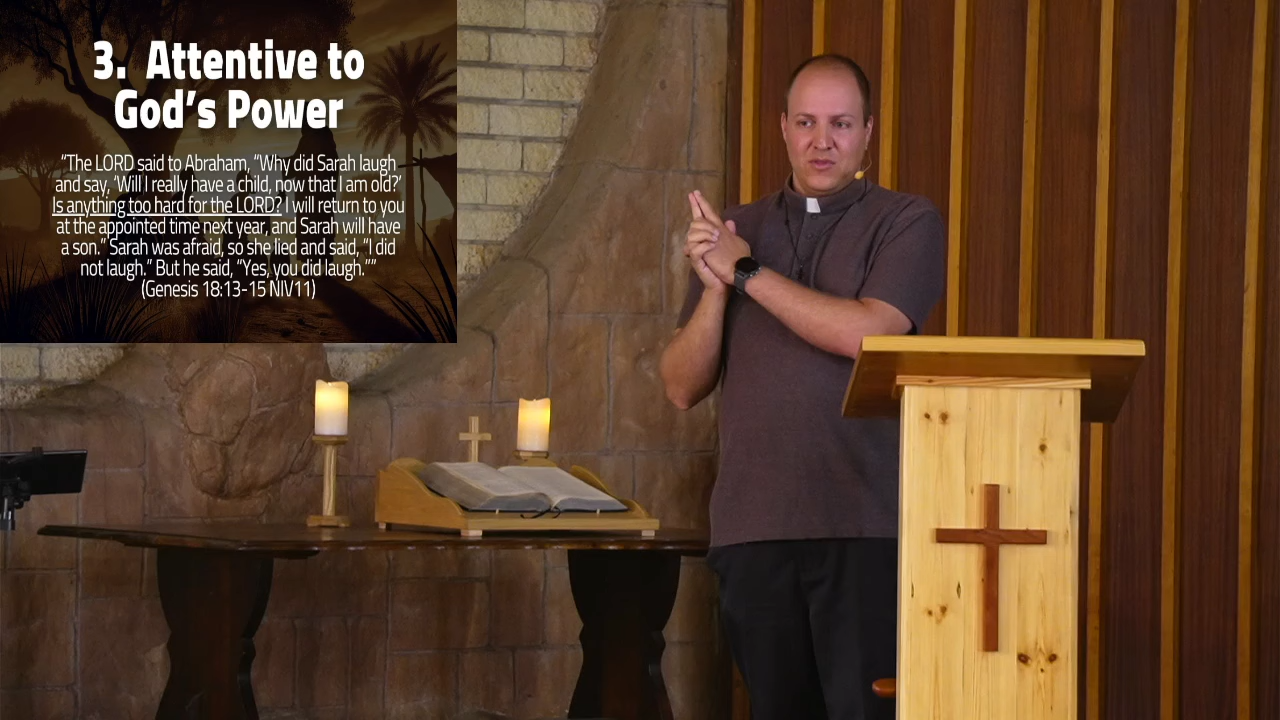 3. Attentive to
God's Power
"The LORD said to Abraham, "Why did Sarah laugh
and say, 'Will I really have a child, now that I am old?'
Is anything too hard for the LORD? I will return to you
at the appointed time next year, and Sarah will have
a son." Sarah was afraid, so she lied and said, "I did
not laugh." But he said, "Yes, you did laugh.""
(Genesis 18:13-15 NIV11)